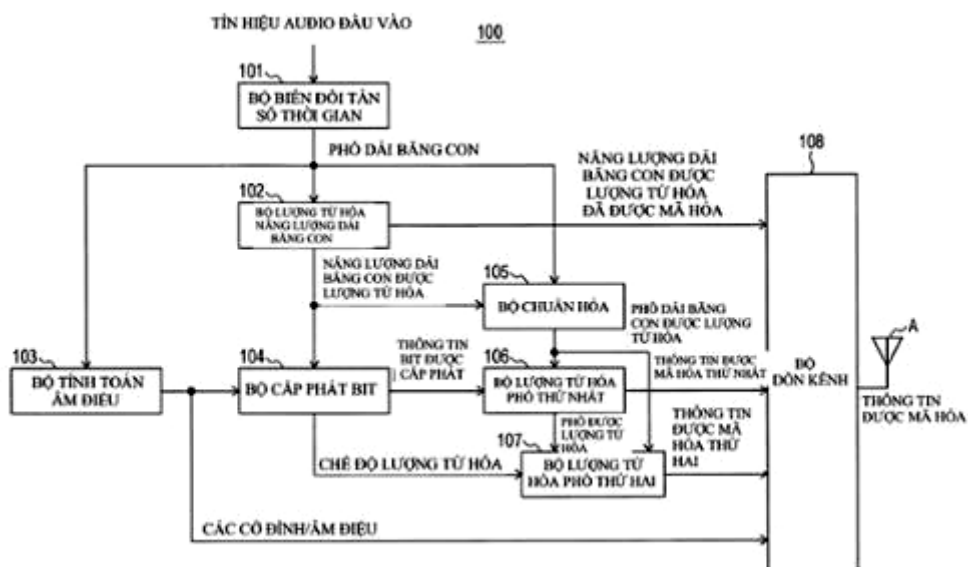 TÍN HIỆU AUDIO ĐẦU VÀO
100
101
BỘ BIẾN ĐỔI TẦN
SỐ THỜI GIAN
PHỔ DẢI BĂNG CON
102
BỘ LƯỢNG TỬ HÓA
NĂNG LƯỢNG DẢI
BĂNG CON
NĂNG LƯỢNG DẢI
BĂNG CON ĐƯỢC
LƯỢNG TỬ HÓA
ĐÃ ĐƯỢC MÃ HÓA
108
NĂNG LƯỢNG DẢI
BĂNG CON ĐƯỢC
LƯỢNG TỬ HÓA
105
BỘ CHUẨN HÓA
PHỔ DẢI BĂNG
CON ĐƯỢC LƯỢNG
TỬ HÓA
103
BỘ TÍNH TOÁN
ÂM ĐIỆU
104
BỘ CẤP PHÁT BIT
THÔNG TIN
BIT ĐƯỢC
CẤP PHÁT
106
BỘ LƯỢNG TỬ HÓA
PHỔ THỨ NHẤT
THÔNG TIN ĐƯỢC
MÃ HÓA THỨ NHẤT
BỘ
DỒN KÊNH
A
THÔNG TIN
ĐƯỢC MÃ HÓA
PHỔ ĐƯỢC
LƯỢNG TỬ
HÓA
107
BỘ LƯỢNG TỬ
HÓA PHỔ THỨ HAI
THÔNG TIN
ĐƯỢC MÃ
HÓA THỨ
HAI
CHẾ ĐỘ LƯỢNG TỬ HÓA
CÁC CỜ ĐỈNH/ÂM ĐIỆU